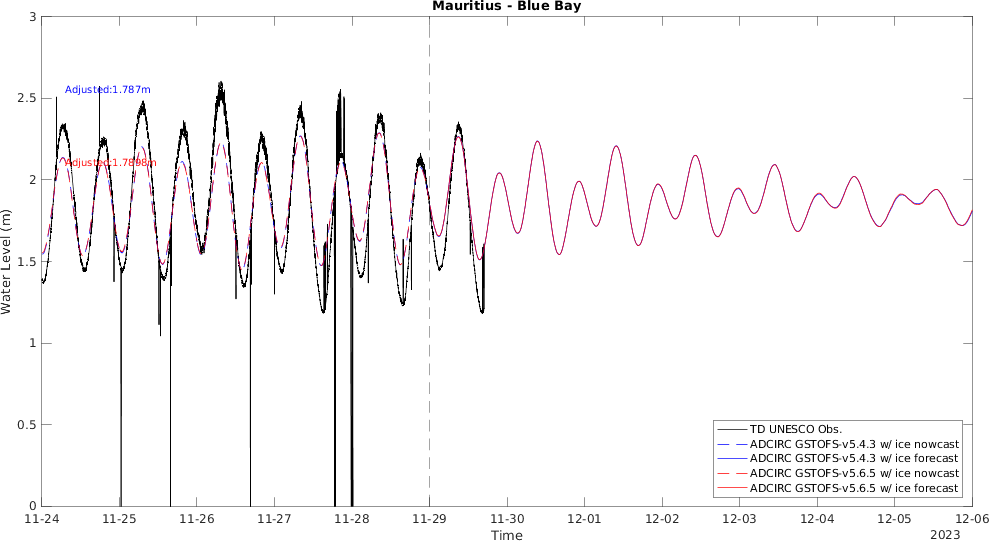 Mauritius - Blue Bay
3
2.5
2
1.5
1
0.5
0
Water Level (m)
Adjusted:1.787m
Adjusted:1.7898m
TD UNESCO Obs.
ADCIRC GSTOFS-v5.4.3 w/ ice nowcast
ADCIRC GSTOFS-v5.4.3 w/ ice forecast
ADCIRC GSTOFS-v5.6.5 w/ ice nowcast
ADCIRC GSTOFS-v5.6.5 w/ ice forecast
11-24 11-25 11-26 11-27 11-28 11-29 11-30 12-01 12-02 12-03 12-04 12-05 12-06
Time
2023